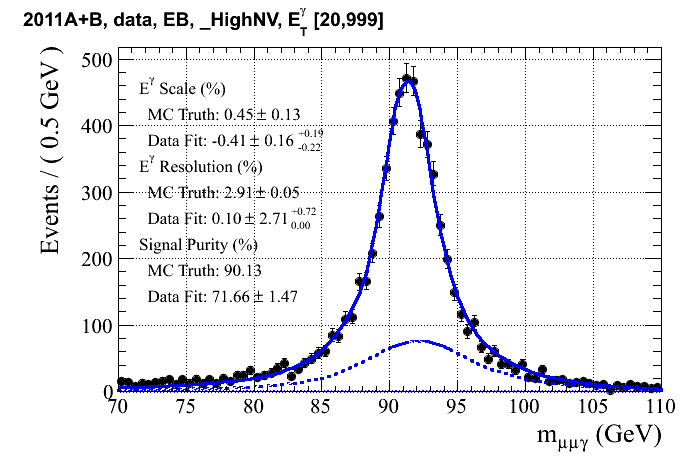 2011A+B, data, EB, _HighNV, E_T^γ [20,999]
Events / ( 0.5 GeV )
500
400
300
200
100
0
E^γ Scale (%)
MC Truth: 0.45 ± 0.13
Data Fit: -0.41 ± 0.16 +0.19 -0.22
E^γ Resolution (%)
MC Truth: 2.91 ± 0.05
Data Fit: 0.10 ± 2.71 +0.72 0.00
Signal Purity (%)
MC Truth: 90.13
Data Fit: 71.66 ± 1.47
70 75 80 85 90 95 100 105 110
m_μμγ (GeV)